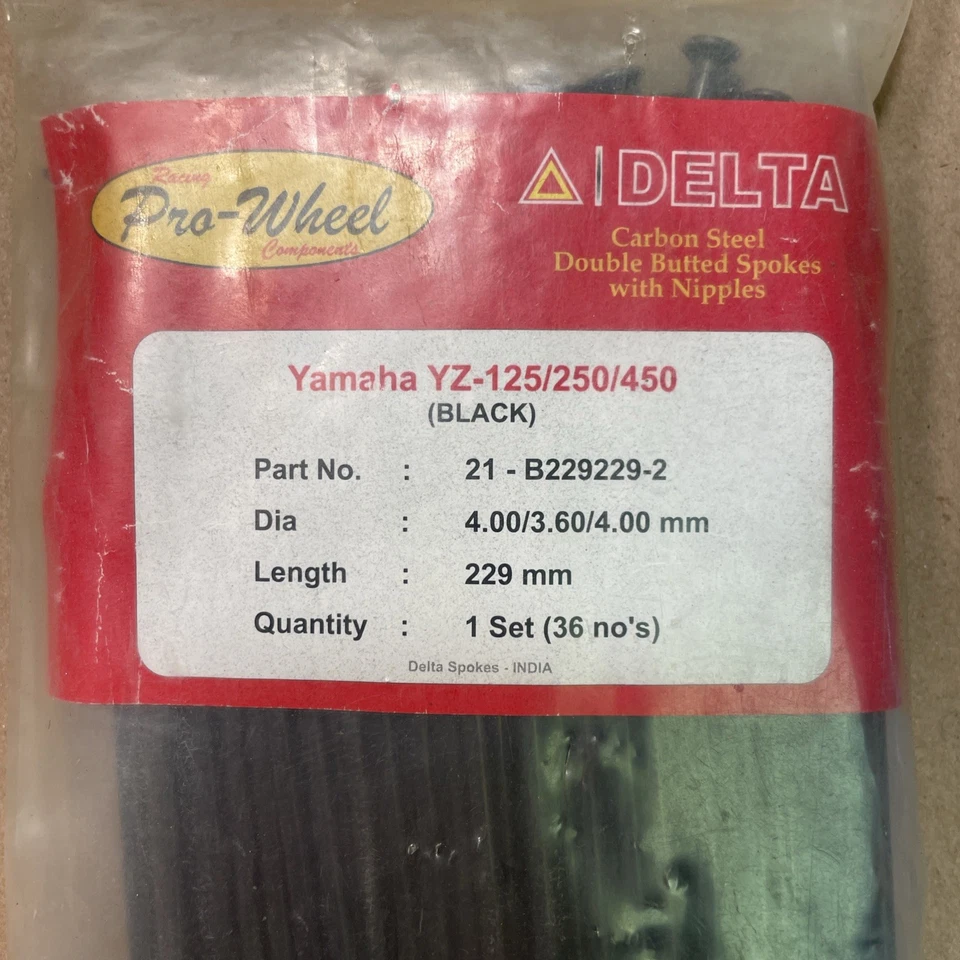 Racing
Pro-Wheel
Components
DELTA
Carbon Steel
Double Butted Spokes
with Nipples
Yamaha YZ-125/250/450
(BLACK)
Part No. : 21 - B229229-2
Dia : 4.00/3.60/4.00 mm
Length : 229 mm
Quantity : 1 Set (36 no's)
Delta Spokes - INDIA